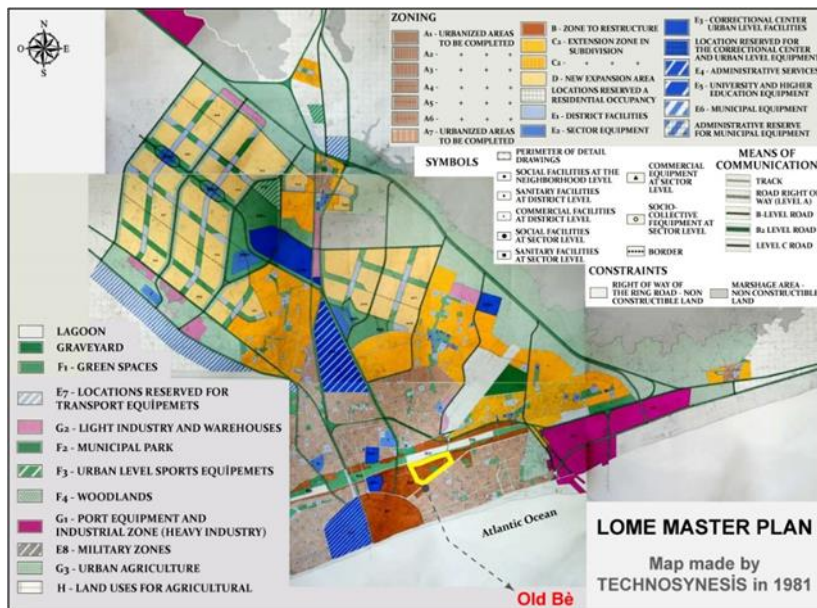 N
O E
S
ZONING
A1 - URBANIZED AREAS
TO BE COMPLETED
A2 - " "
A3 - " "
A4 - " "
A5 - " "
A6 - " "
A7 - URBANIZED AREAS
TO BE COMPLETED
B - ZONE TO RESTRUCTURE
C2 - EXTENSION ZONE IN
SUBDIVISION
C2 - " " "
D - NEW EXPANSION AREA
LOCATIONS RESERVED A
RESIDENTIAL OCCUPANCY
E1 - DISTRICT FACILITIES
E2 - SECTOR EQUIPMENT
E3 - CORRECTIONAL CENTER
URBAN LEVEL FACILITIES
LOCATION RESERVED FOR
THE CORRECTIONAL CENTER
AND URBAN LEVEL EQUIPMENT
E4 - ADMINISTRATIVE SERVICES
E5 - UNIVERSITY AND HIGHER
EDUCATION EQUIPMENT
E6 - MUNICIPAL EQUIPMENT
ADMINISTRATIVE RESERVE
FOR MUNICIPAL EQUIPMENT
SYMBOLS
PERIMETER OF DETAIL
DRAWINGS
SOCIAL FACILITIES AT THE
NEIGHBORHOOD LEVEL
SANITARY FACILITIES
AT DISTRICT LEVEL
COMMERCIAL FACILITIES
AT DISTRICT LEVEL
SOCIAL FACILITIES
AT SECTOR LEVEL
SANITARY FACILITIES
AT SECTOR LEVEL
COMMERCIAL
EQUIPMENT
AT SECTOR
LEVEL
SOCIO-
COLLECTIVE
FEQUIPMENT AT
SECTOR LEVEL
BORDER
MEANS OF
COMMUNICATION
TRACK
ROAD RIGHT OF
WAY (LEVEL A)
B-LEVEL ROAD
B2 LEVEL ROAD
LEVEL C ROAD
CONSTRAINTS
RIGHT OF WAY OF
THE RING ROAD - NON
CONSTRUCTIBLE LAND
MARSHAGE AREA -
NON CONSTRUCTIBLE
LAND
LAGOON
GRAVEYARD
F1 - GREEN SPACES
E7 - LOCATIONS RESERVED FOR
TRANSPORT EQUİPEMETS
G2 - LIGHT INDUSTRY AND WAREHOUSES
F2 - MUNICIPAL PARK
F3 - URBAN LEVEL SPORTS EQUİPEMETS
F4 - WOODLANDS
G1 - PORT EQUIPMENT AND
INDUSTRIAL ZONE (HEAVY INDUSTRY)
E8 - MILITARY ZONES
G3 - URBAN AGRICULTURE
H - LAND USES FOR AGRICULTURAL
Atlantic Ocean
Old Bè
LOME MASTER PLAN
Map made by
TECHNOSYNESİS in 1981